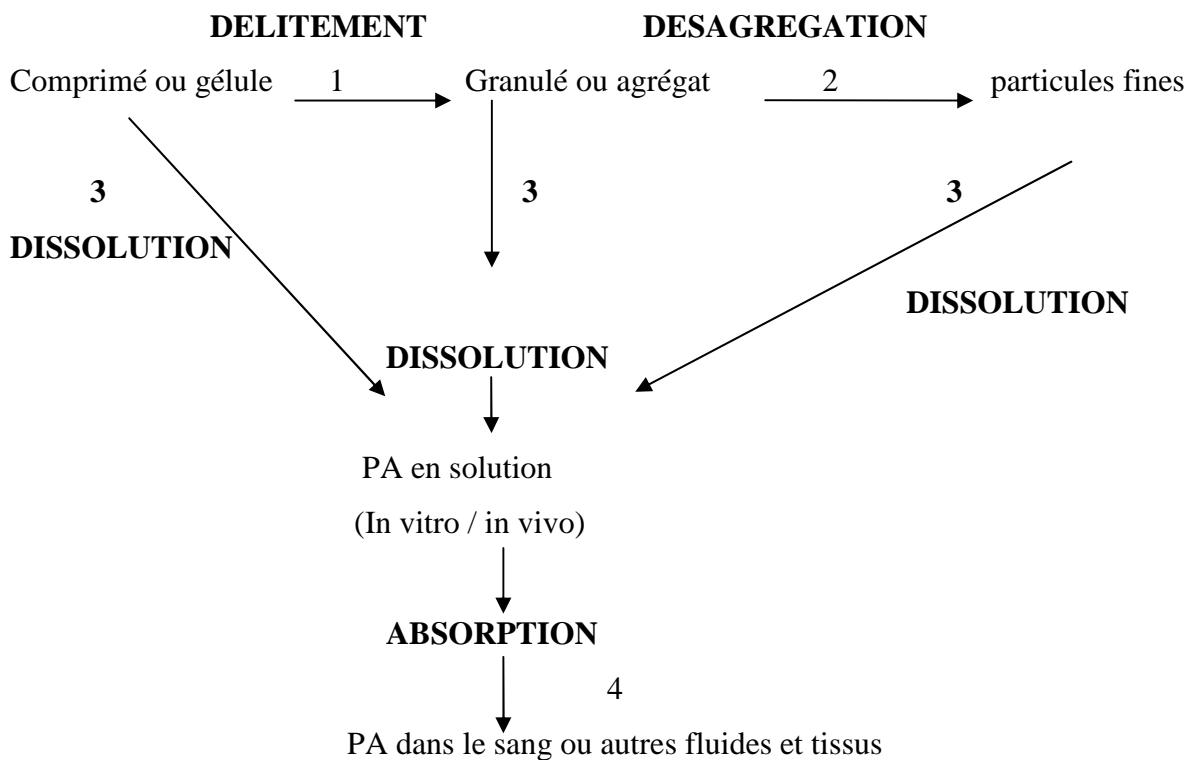 DELITEMENT DESAGREGATION
Comprimé ou gélule 1 Granulé ou agrégat 2 particules fines
3 3 3
DISSOLUTION
DISSOLUTION
DISSOLUTION
PA en solution
(In vitro / in vivo)
ABSORPTION
4
PA dans le sang ou autres fluides et tissus